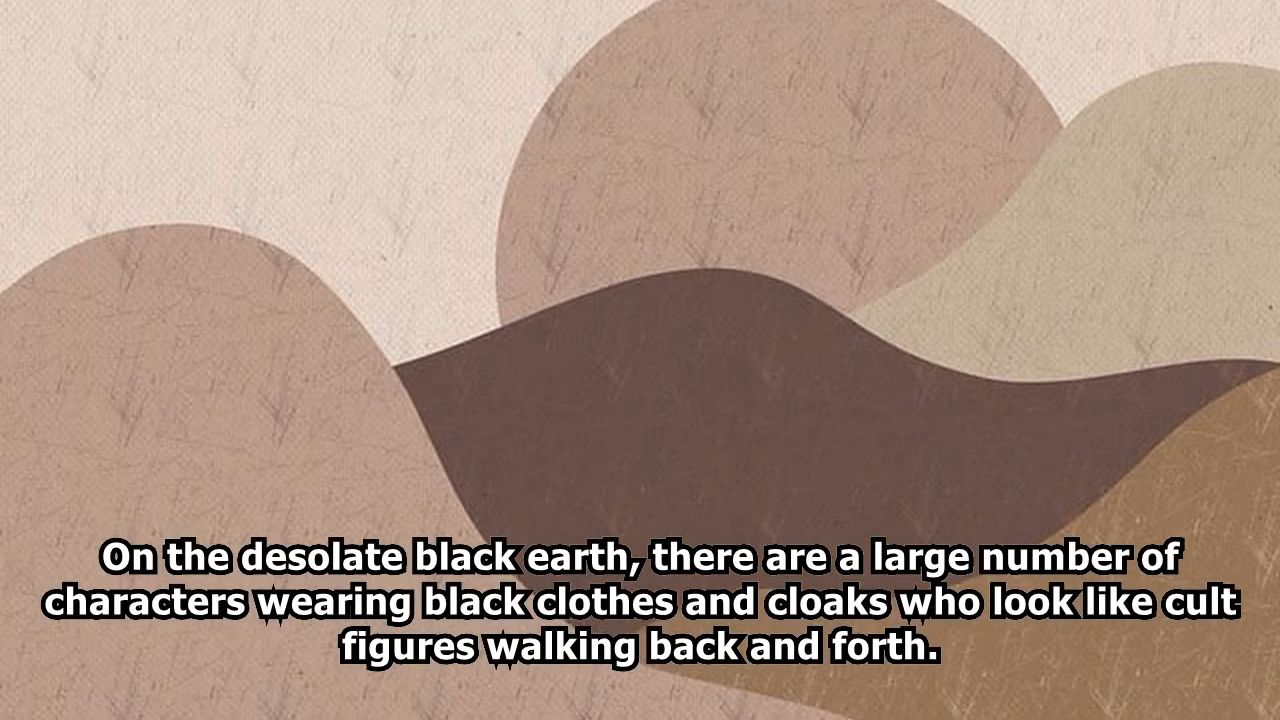 On the desolate black earth, there are a large number of
characters wearing black clothes and cloaks who look like cult
figures walking back and forth.